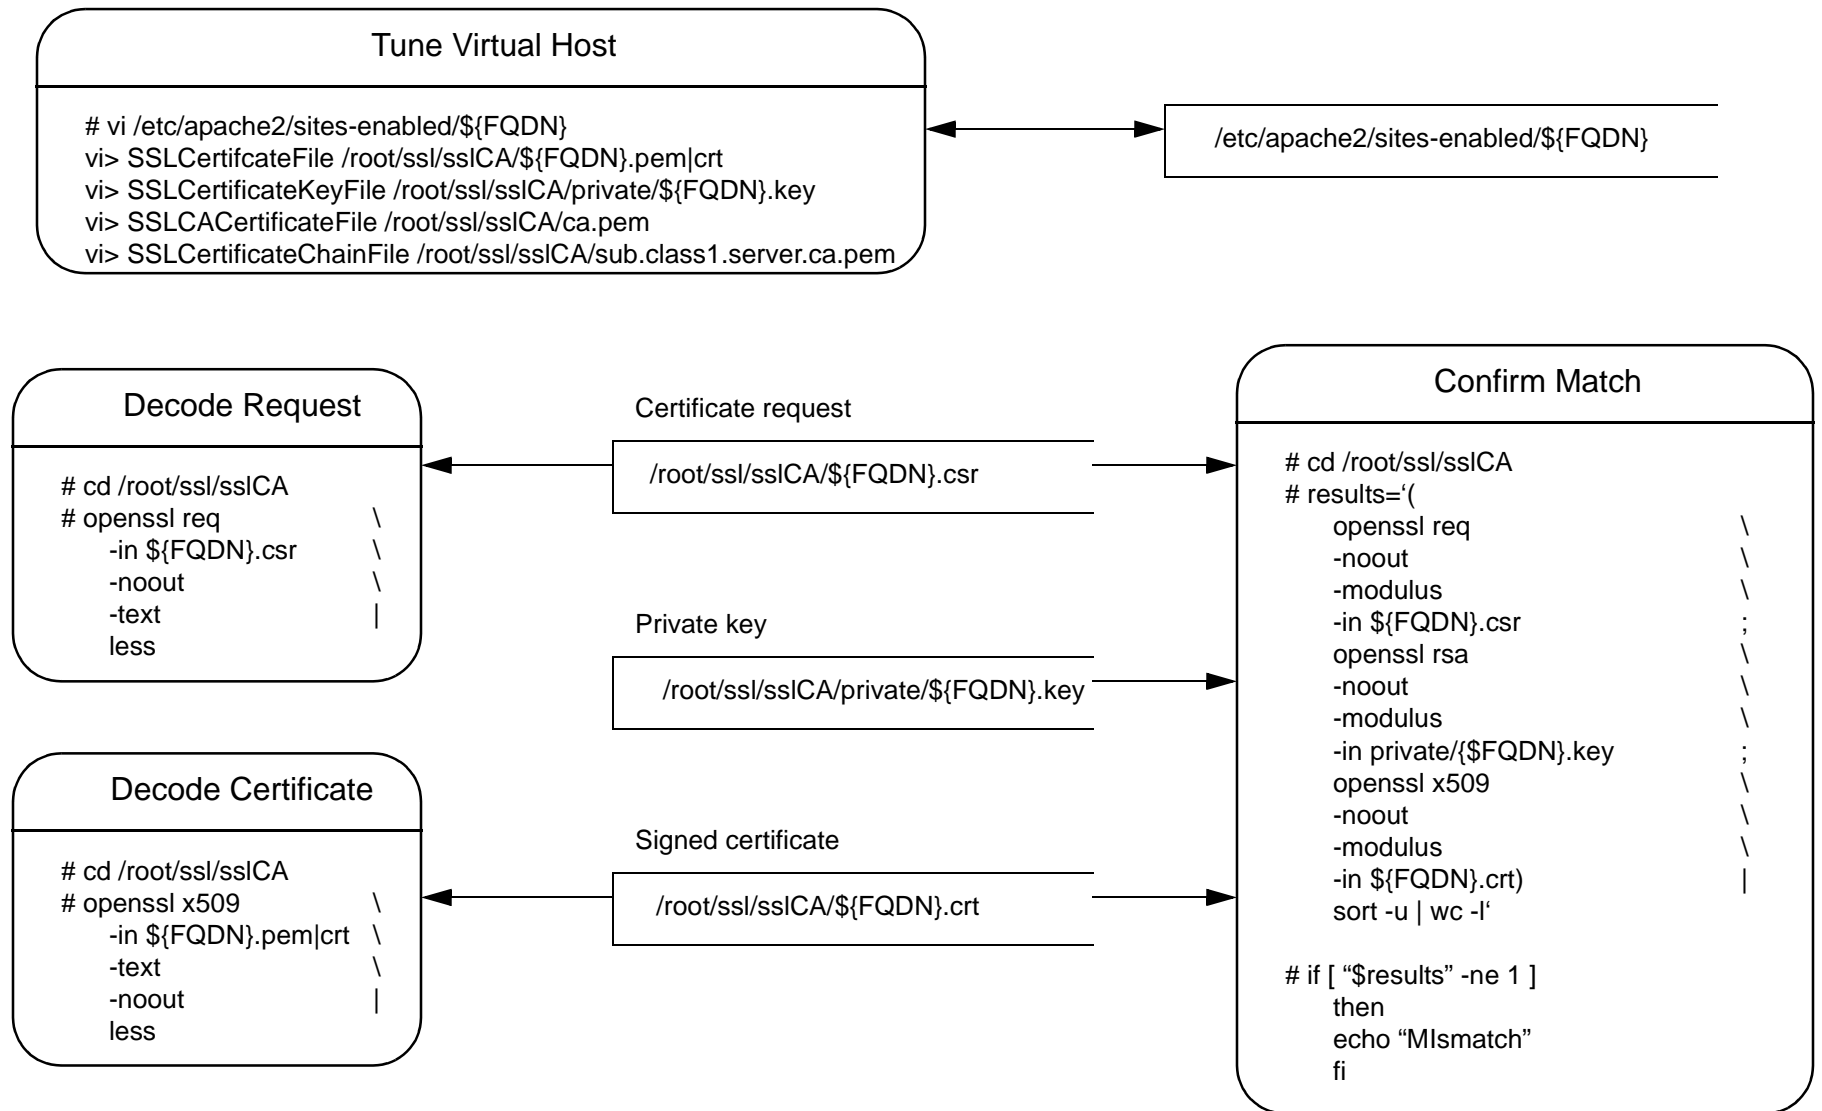 Tune Virtual Host
# vi /etc/apache2/sites-enabled/${FQDN}
vi> SSLCertifcateFile /root/ssl/sslCA/${FQDN}.pem|crt
vi> SSLCertificateKeyFile /root/ssl/sslCA/private/${FQDN}.key
vi> SSLCACertificateFile /root/ssl/sslCA/ca.pem
vi> SSLCertificateChainFile /root/ssl/sslCA/sub.class1.server.ca.pem
/etc/apache2/sites-enabled/${FQDN}
Decode Request
# cd /root/ssl/sslCA
# openssl req \
-in ${FQDN}.csr \
-noout \
-text |
less
Certificate request
/root/ssl/sslCA/${FQDN}.csr
Private key
/root/ssl/sslCA/private/${FQDN}.key
Decode Certificate
# cd /root/ssl/sslCA
# openssl x509 \
-in ${FQDN}.pem|crt \
-text \
-noout |
less
Signed certificate
/root/ssl/sslCA/${FQDN}.crt
Confirm Match
# cd /root/ssl/sslCA
# results=‘(
openssl req \
-noout \
-modulus \
-in ${FQDN}.csr ;
openssl rsa \
-noout \
-modulus \
-in private/{$FQDN}.key ;
openssl x509 \
-noout \
-modulus \
-in ${FQDN}.crt) |
sort -u | wc -l‘
# if [ “$results” -ne 1 ]
then
echo “MIsmatch”
fi